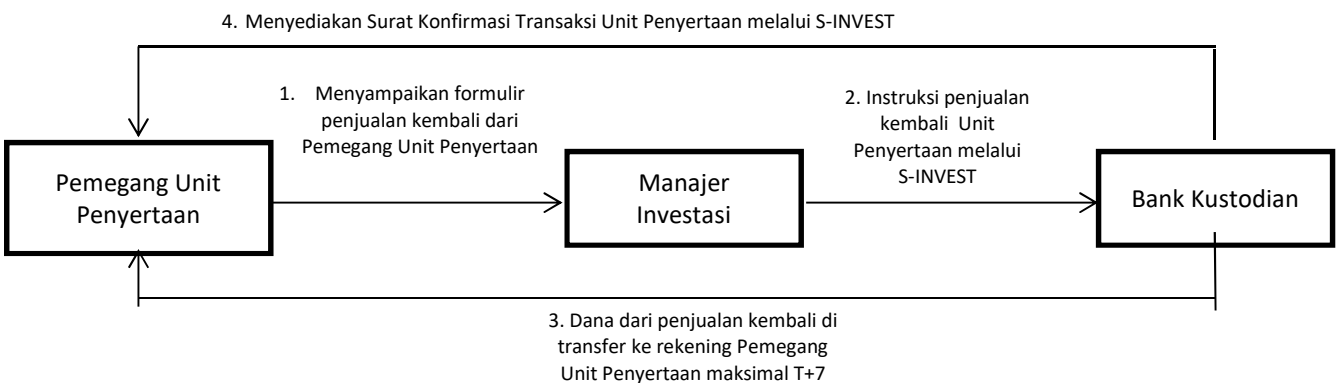 4. Menyediakan Surat Konfirmasi Transaksi Unit Penyertaan melalui S-INVEST
1. Menyampaikan formulir
penjualan kembali dari
Pemegang Unit Penyertaan
2. Instruksi penjualan
kembali Unit
Penyertaan melalui
S-INVEST
Pemegang Unit
Penyertaan
Manajer
Investasi
Bank Kustodian
3. Dana dari penjualan kembali di
transfer ke rekening Pemegang
Unit Penyertaan maksimal T+7